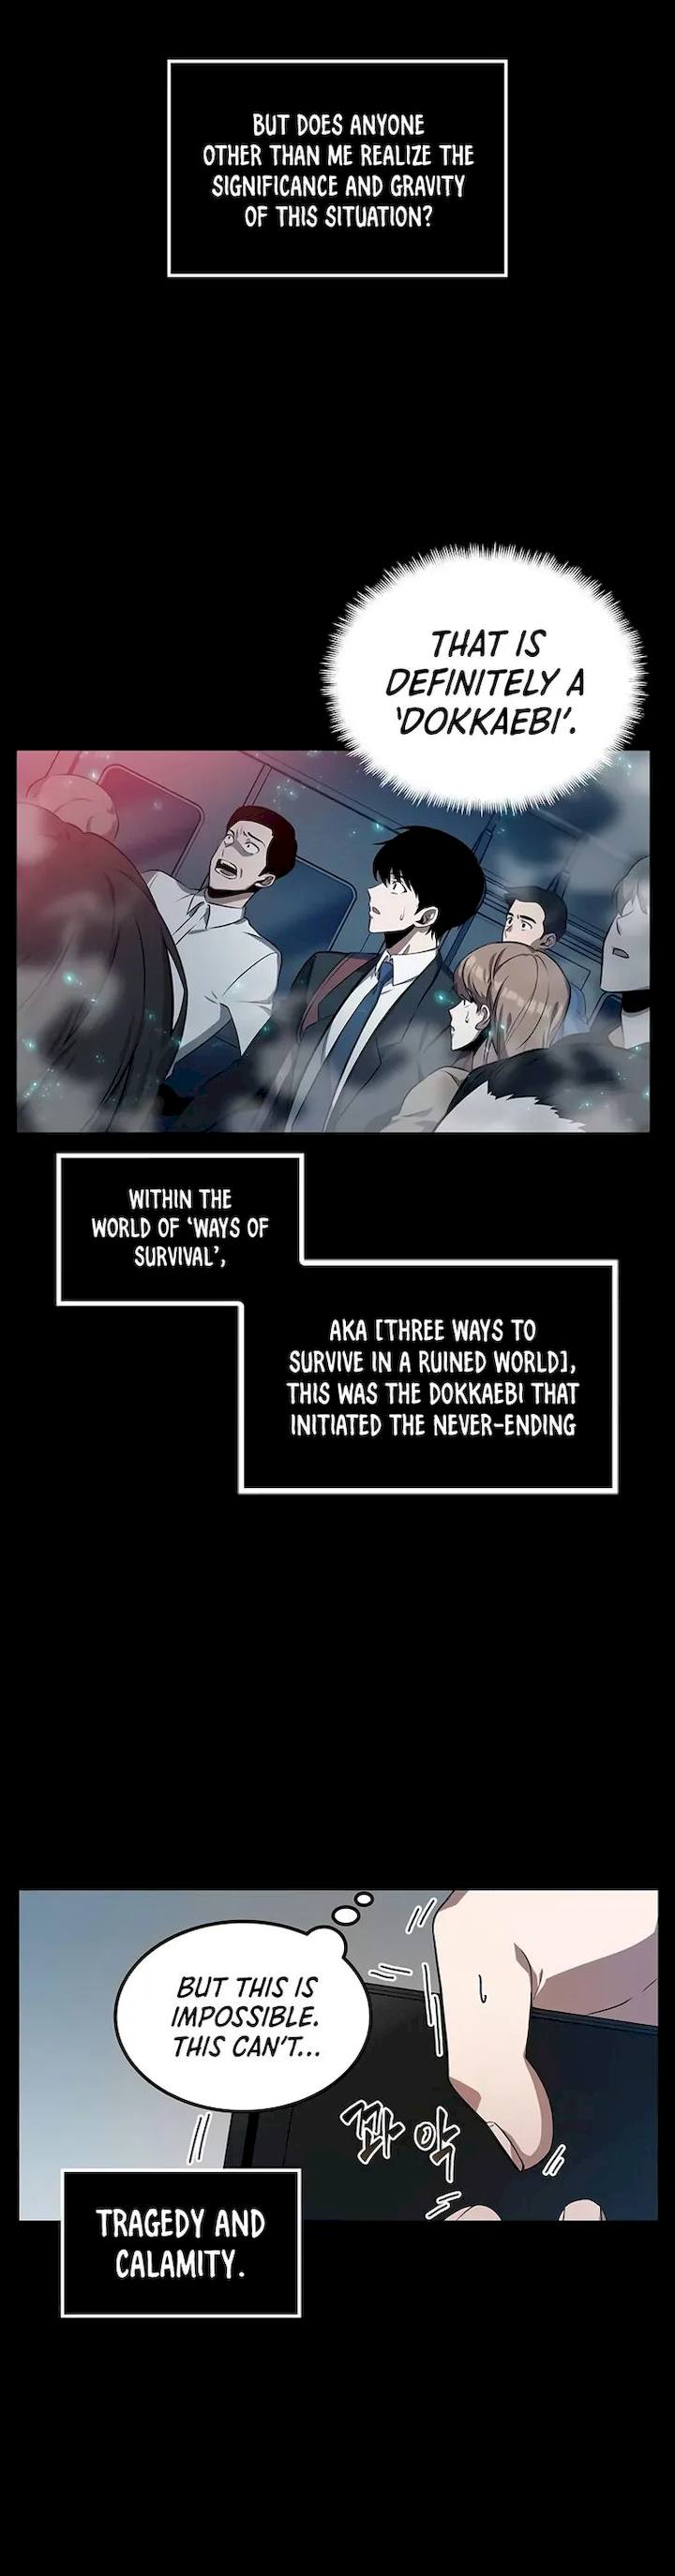 BUT DOES ANYONE
OTHER THAN ME REALIZE THE
SIGNIFICANCE AND GRAVITY
OF THIS SITUATION?
THAT IS
DEFINITELY A
'DOKKAEBI'.
WITHIN THE
WORLD OF 'WAYS OF
SURVIVAL',
AKA [THREE WAYS TO
SURVIVE IN A RUINED WORLD],
THIS WAS THE DOKKAEBI THAT
INITIATED THE NEVER-ENDING
BUT THIS IS
IMPOSSIBLE.
THIS CAN'T...
꽈악
TRAGEDY AND
CALAMITY.